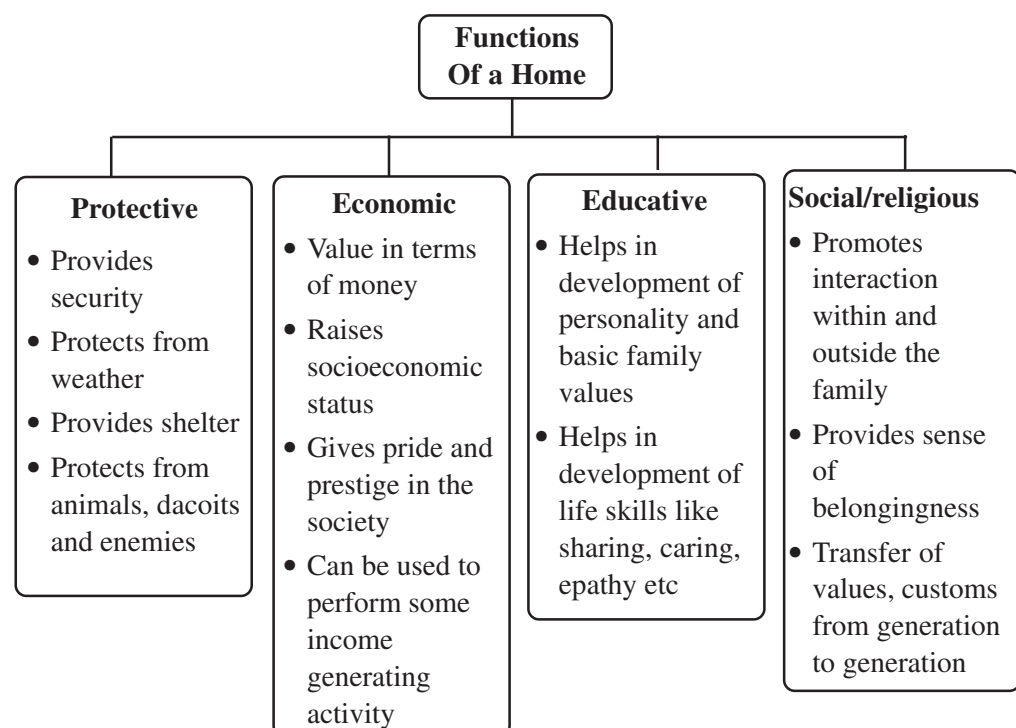 Functions
Of a Home
Protective
• Provides
security
• Protects from
weather
• Provides shelter
• Protects from
animals, dacoits
and enemies
Economic
• Value in terms
of money
• Raises
socioeconomic
status
• Gives pride and
prestige in the
society
• Can be used to
perform some
income
generating
activity
Educative
• Helps in
development of
personality and
basic family
values
• Helps in
development of
life skills like
sharing, caring,
epathy etc
Social/religious
• Promotes
interaction
within and
outside the
family
• Provides sense
of
belongingness
• Transfer of
values, customs
from generation
to generation